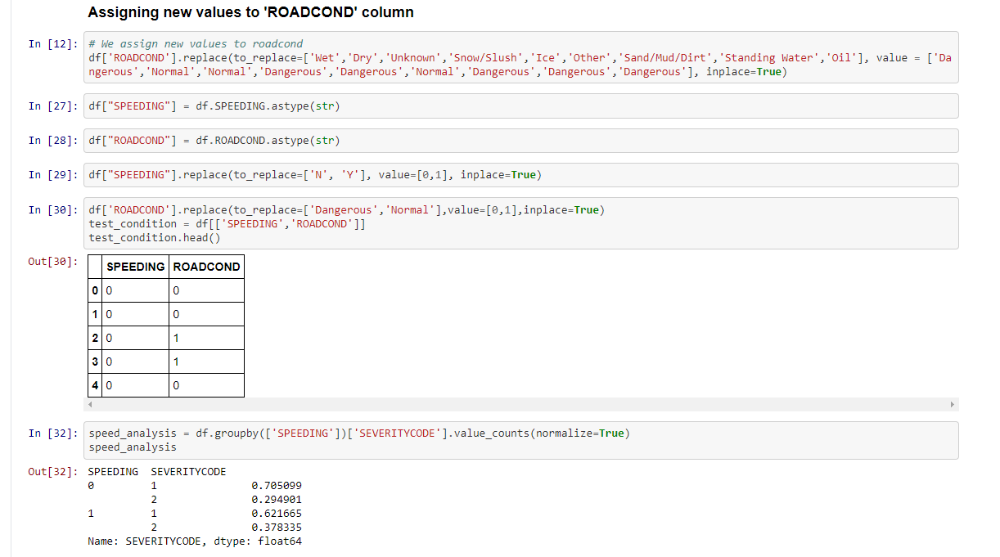 Assigning new values to 'ROADCOND' column
In [12]: # We assign new values to roadcond
df['ROADCOND'].replace(to_replace=['Wet','Dry','Unknown','Snow/Slush','Ice','Other','Sand/Mud/Dirt','Standing Water','Oil'], value = ['Da
ngerous','Normal','Normal','Dangerous','Dangerous','Normal','Dangerous','Dangerous','Dangerous'], inplace=True)
In [27]: df["SPEEDING"] = df.SPEEDING.astype(str)
In [28]: df["ROADCOND"] = df.ROADCOND.astype(str)
In [29]: df["SPEEDING"].replace(to_replace=['N', 'Y'], value=[0,1], inplace=True)
In [30]: df['ROADCOND'].replace(to_replace=['Dangerous','Normal'],value=[0,1],inplace=True)
test_condition = df[['SPEEDING','ROADCOND']]
test_condition.head()
Out[30]:
SPEEDING ROADCOND
0 0 0
1 0 0
2 0 1
3 0 1
4 0 0
In [32]: speed_analysis = df.groupby(['SPEEDING'])['SEVERITYCODE'].value_counts(normalize=True)
speed_analysis
Out[32]: SPEEDING SEVERITYCODE
0 1 0.705099
2 0.294901
1 1 0.621665
2 0.378335
Name: SEVERITYCODE, dtype: float64